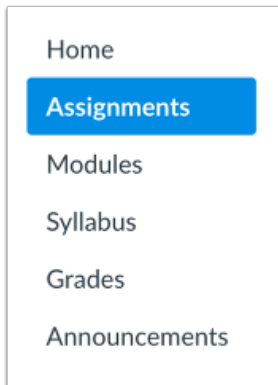 Home
Assignments
Modules
Syllabus
Grades
Announcements